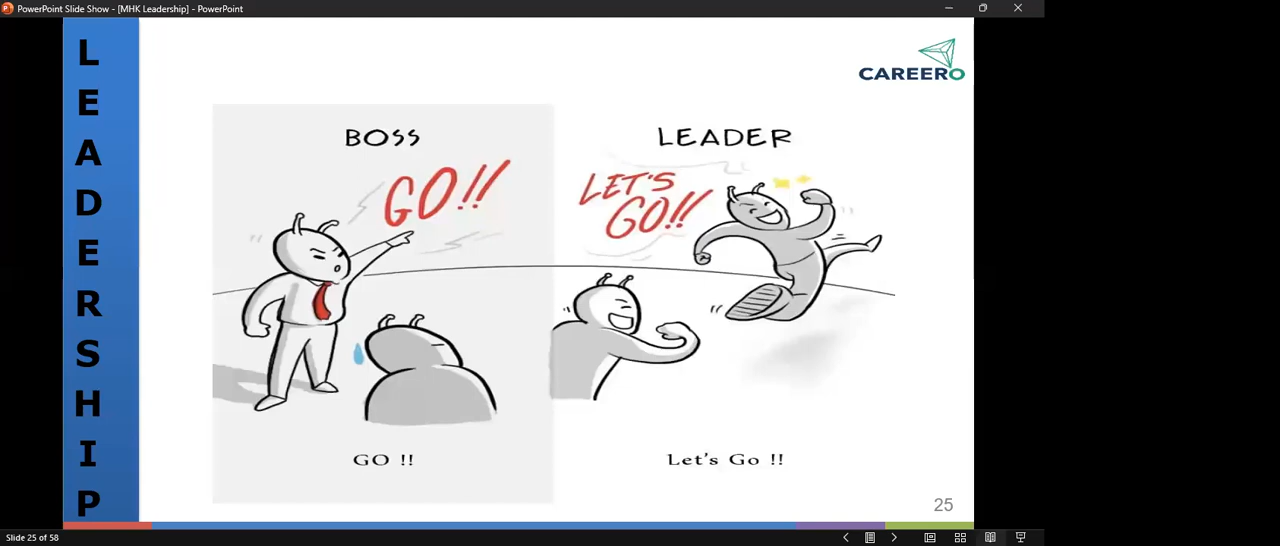 PowerPoint Slide Show - [MHK Leadership] - PowerPoint
LEADERSHIP
CAREERO
BOSS
GO!!
LEADER
LET'S
GO!!
GO !!
Let's Go !!
25
Slide 25 of 58